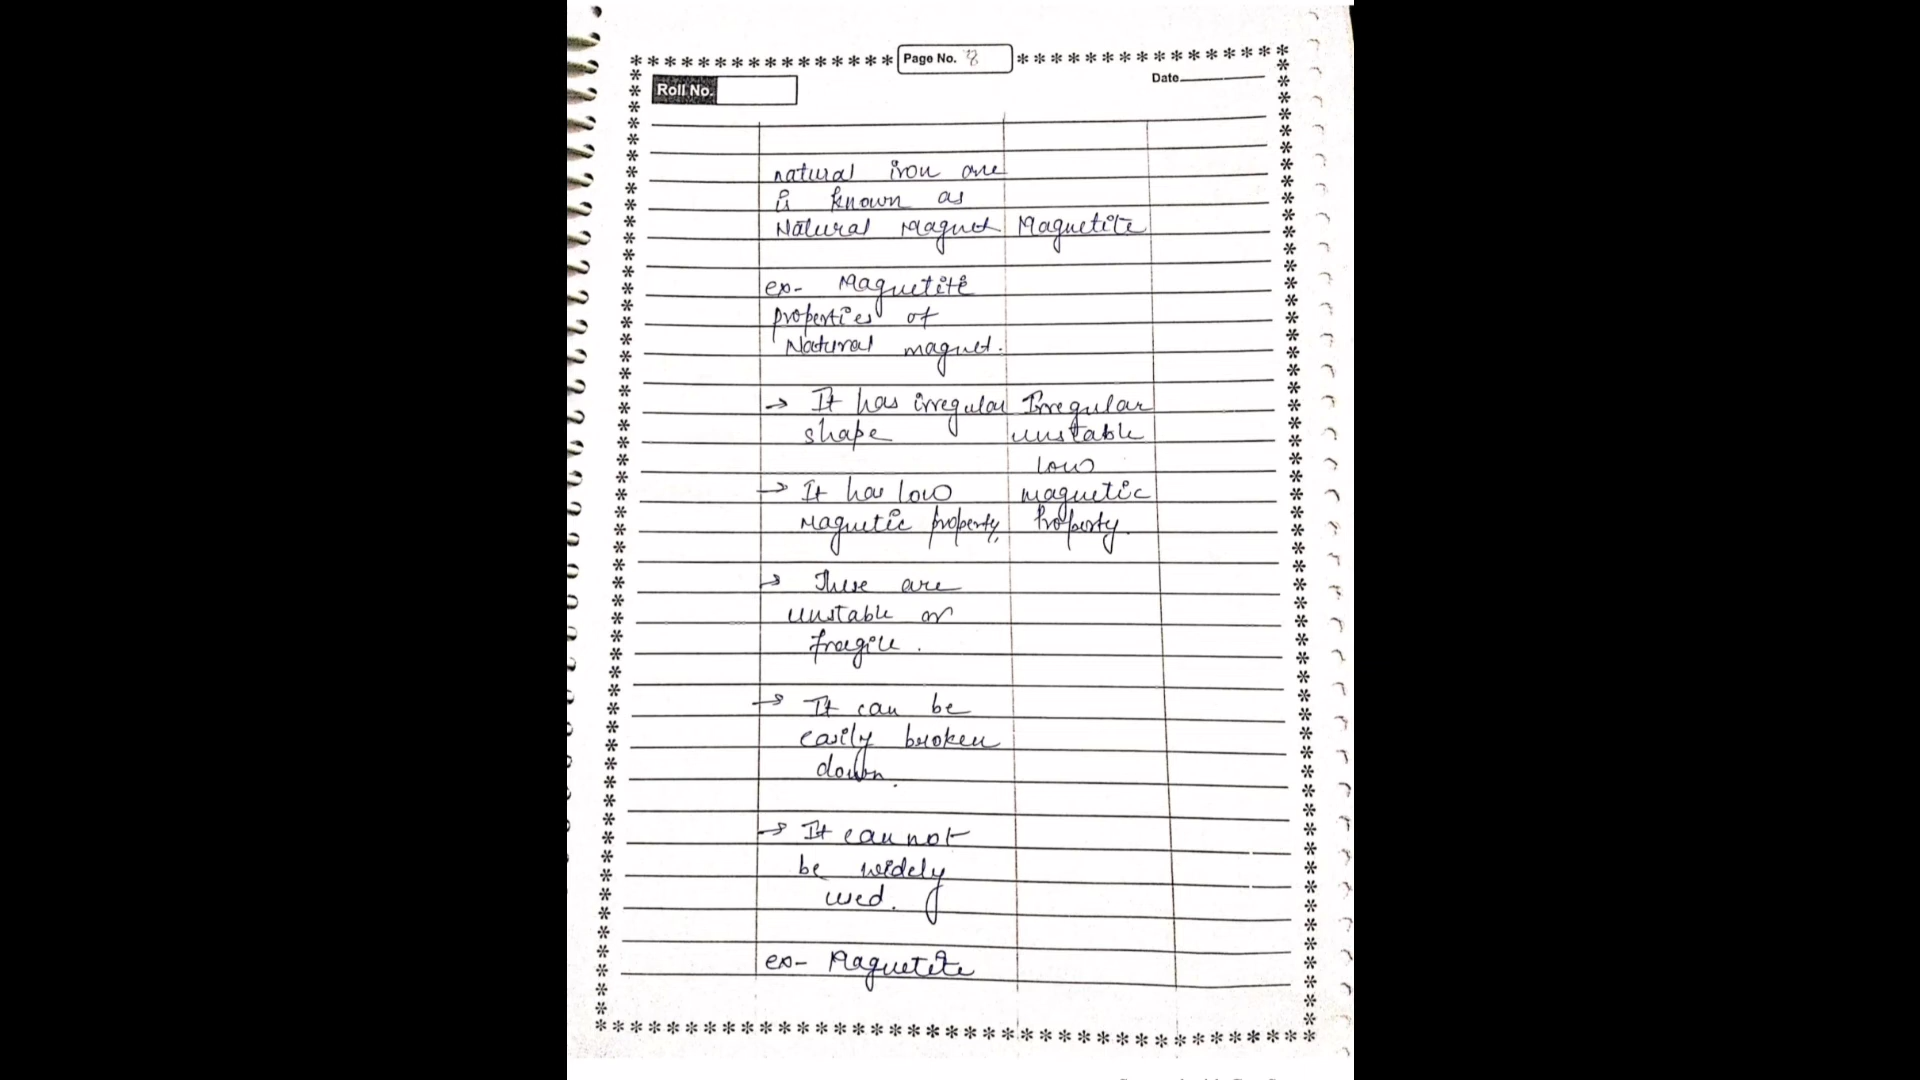 Page No. 8
Roll No.
Date
natural iron ore
is known as
Natural Magnet Magnetite
ex- Magnetite
properties of
Natural magnet.
→ It has irregular Irregular
shape unstable
low
→ It has low magnetic
Magnetic property. Property.
→ These are
unstable or
fragile.
→ It can be
easily broken
down.
→ It can not
be widely
used.
ex- Magnetite